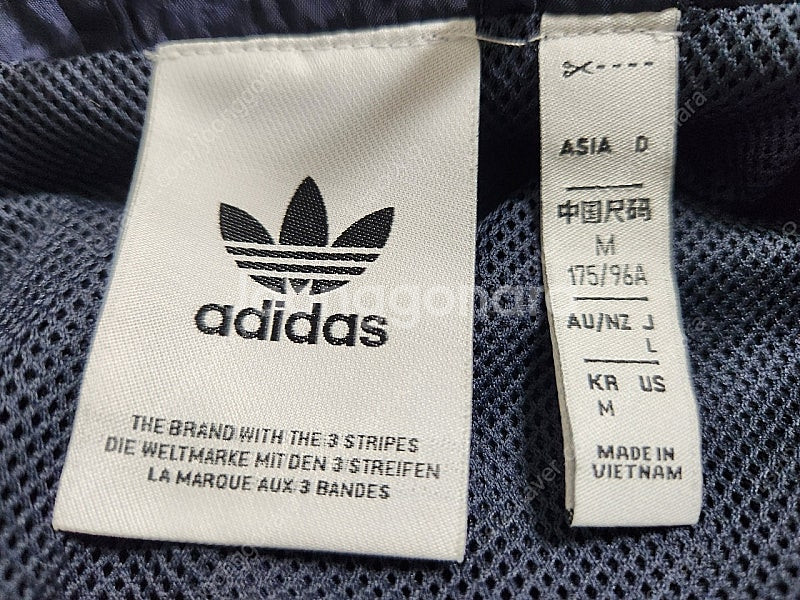 adidas
THE BRAND WITH THE 3 STRIPES
DIE WELTMARKE MIT DEN 3 STREIFEN
LA MARQUE AUX 3 BANDES
ASIA D
中国尺码
M
175/96A
AU/NZ J
L
KR US
M
MADE IN
VIETNAM